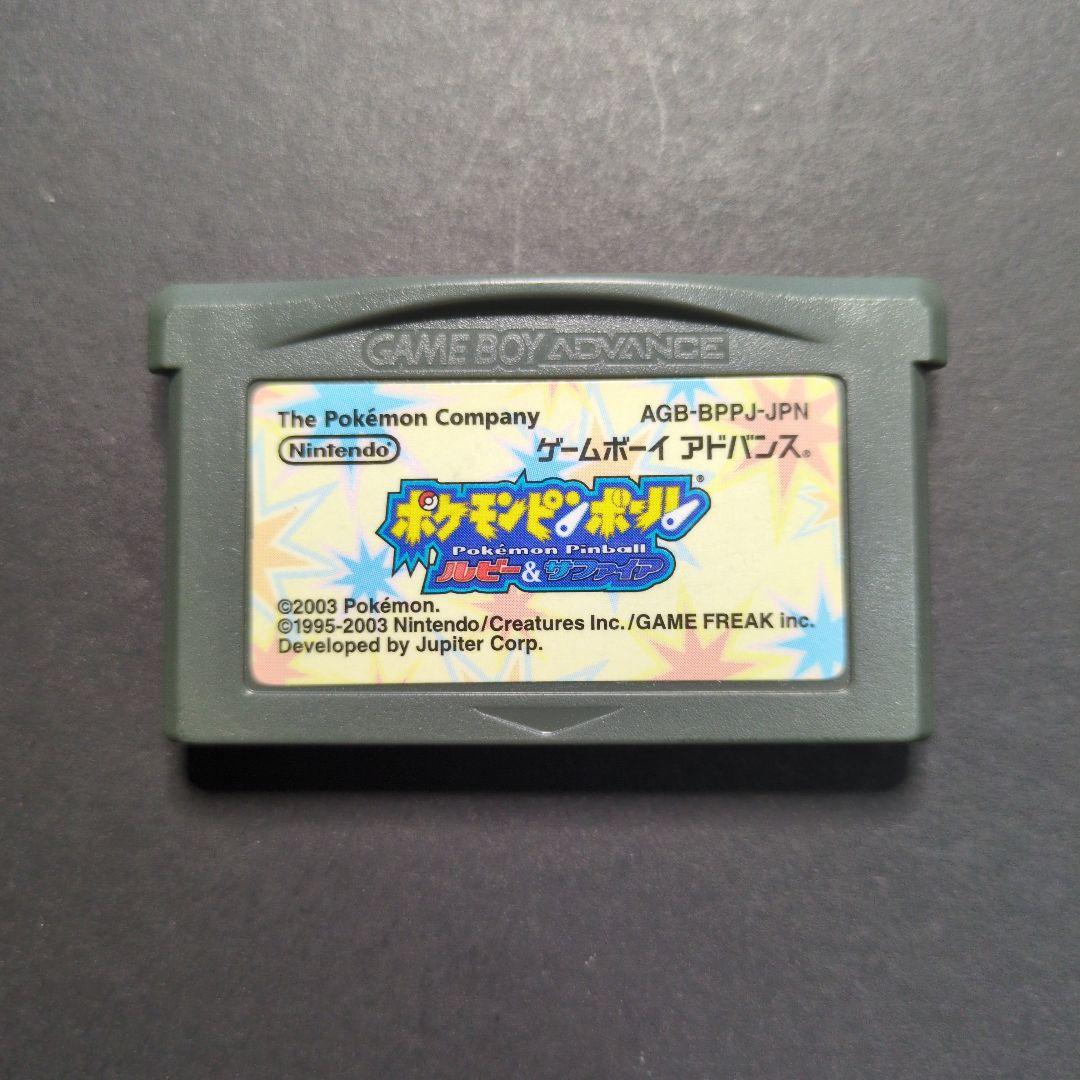 GAME BOY ADVANCE
The Pokémon Company AGB-BPPJ-JPN
Nintendo® ゲームボーイ アドバンス®
ポケモンピンボール®
Pokémon Pinball
ルビー&サファイア
©2003 Pokémon.
©1995-2003 Nintendo/Creatures Inc./GAME FREAK inc.
Developed by Jupiter Corp.